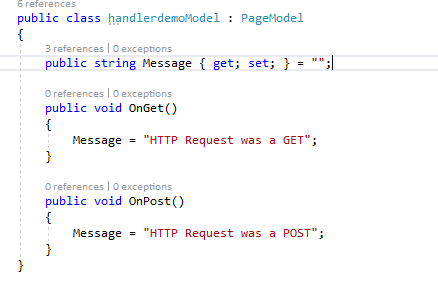 6 references
public class handlerdemoModel : PageModel
{
3 references | 0 exceptions
public string Message { get; set; } = "";
0 references | 0 exceptions
public void OnGet()
{
Message = "HTTP Request was a GET";
}
0 references | 0 exceptions
public void OnPost()
{
Message = "HTTP Request was a POST";
}
}